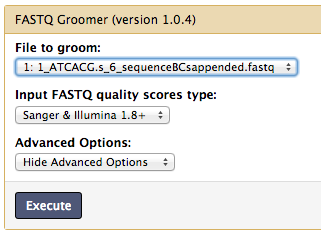 FASTQ Groomer (version 1.0.4)
File to groom:
1: 1_ATCACG.s_6_sequenceBCsappended.fastq
Input FASTQ quality scores type:
Sanger & Illumina 1.8+
Advanced Options:
Hide Advanced Options
Execute